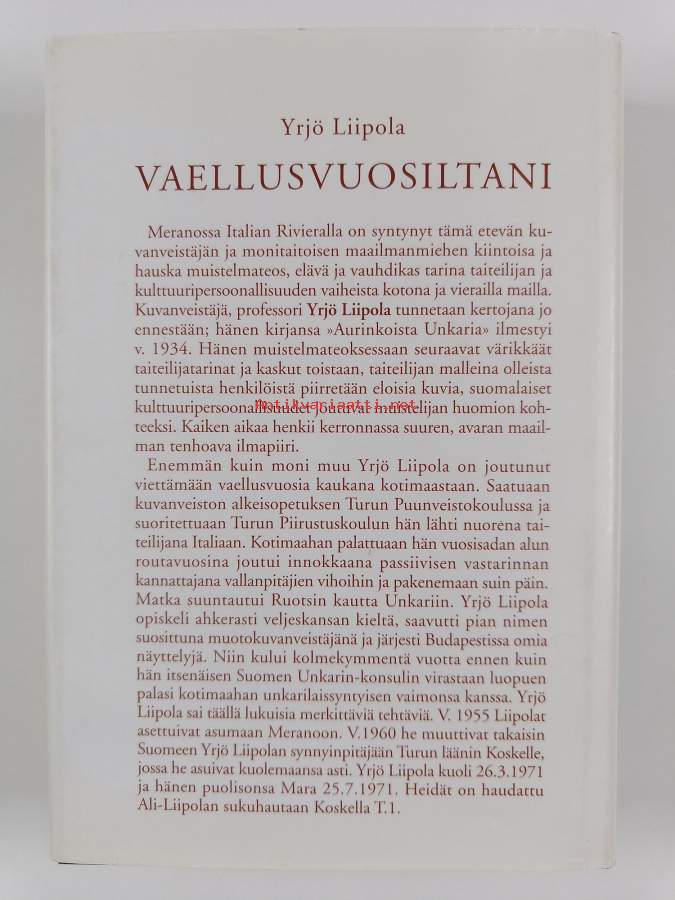 Yrjö Liipola
VAELLUSVUOSILTANI
Meranossa Italian Rivieralla on syntynyt tämä etevän ku-
vanveistäjän ja monitaitoisen maailmanmiehen kiintoisa ja
hauska muistelmateos, elävä ja vauhdikas tarina taiteilijan ja
kulttuuripersoonallisuuden vaiheista kotona ja vierailla mailla.
Kuvanveistäjä, professori Yrjö Liipola tunnetaan kertojana jo
ennestään; hänen kirjansa »Aurinkoista Unkaria» ilmestyi
v. 1934. Hänen muistelmateoksessaan seuraavat värikkäät
taiteilijatarinat ja kaskut toistaan, taiteilijan malleina olleista
tunnetuista henkilöistä piirretään eloisia kuvia, suomalaiset
kulttuuripersoonallisuudet joutuvat muistelijan huomion koh-
Antikvariaatti.net
teeksi. Kaiken aikaa henkii kerronnassa suuren, avaran maail-
man tenhoava ilmapiiri.
Enemmän kuin moni muu Yrjö Liipola on joutunut
viettämään vaellusvuosia kaukana kotimaastaan. Saatuaan
kuvanveiston alkeisopetuksen Turun Puunveistokoulussa ja
suoritettuaan Turun Piirustuskoulun hän lähti nuorena tai-
teilijana Italiaan. Kotimaahan palattuaan hän vuosisadan alun
routavuosina joutui innokkaana passiivisen vastarinnan
kannattajana vallanpitäjien vihoihin ja pakenemaan suin päin.
Matka suuntautui Ruotsin kautta Unkariin. Yrjö Liipola
opiskeli ahkerasti veljeskansan kieltä, saavutti pian nimen
suosittuna muotokuvanveistäjänä ja järjesti Budapestissa omia
näyttelyjä. Niin kului kolmekymmentä vuotta ennen kuin
hän itsenäisen Suomen Unkarin-konsulin virastaan luopuen
palasi kotimaahan unkarilaissyntyisen vaimonsa kanssa. Yrjö
Liipola sai täällä lukuisia merkittäviä tehtäviä. V. 1955 Liipolat
asettuivat asumaan Meranoon. V.1960 he muuttivat takaisin
Suomeen Yrjö Liipolan synnyinpitäjään Turun läänin Koskelle,
jossa he asuivat kuolemaansa asti. Yrjö Liipola kuoli 26.3.1971
ja hänen puolisonsa Mara 25.7.1971. Heidät on haudattu
Ali-Liipolan sukuhautaan Koskella T.1.